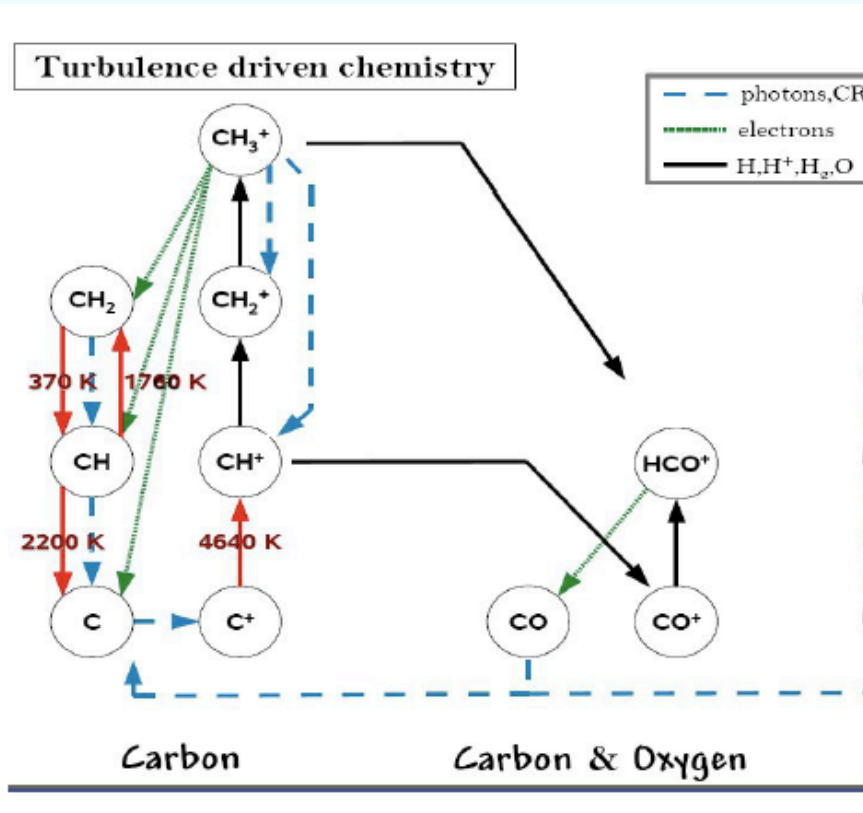 Turbulence driven chemistry
photons,CR
electrons
H,H⁺,H₂,O
CH₃⁺
CH₂
CH₂⁺
370 K
1760 K
CH
CH⁺
HCO⁺
2200 K
4640 K
C
C⁺
CO
CO⁺
Carbon
Carbon & Oxygen